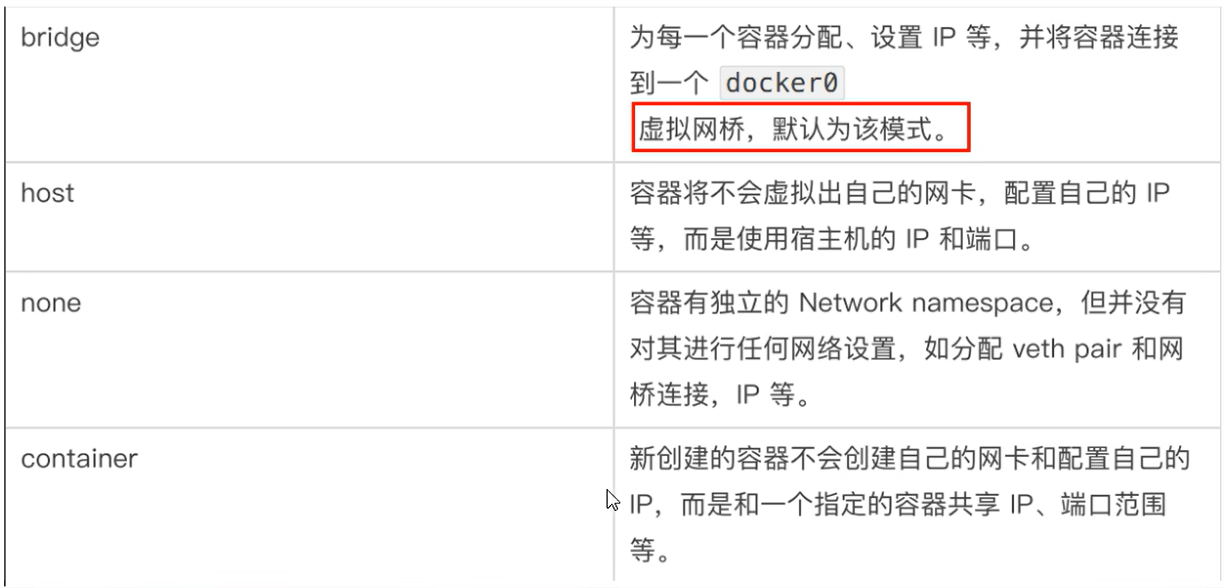 bridge
为每一个容器分配、设置 IP 等，并将容器连接
到一个 docker0
虚拟网桥，默认为该模式。
host
容器将不会虚拟出自己的网卡，配置自己的 IP
等，而是使用宿主机的 IP 和端口。
none
容器有独立的 Network namespace，但并没有
对其进行任何网络设置，如分配 veth pair 和网
桥连接，IP 等。
container
新创建的容器不会创建自己的网卡和配置自己的
IP，而是和一个指定的容器共享 IP、端口范围
等。